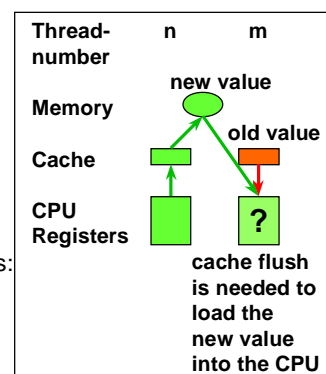 Thread- n m
number
new value
Memory
old value
Cache
CPU
Registers
?
s:
cache flush
is needed to
load the
new value
into the CPU